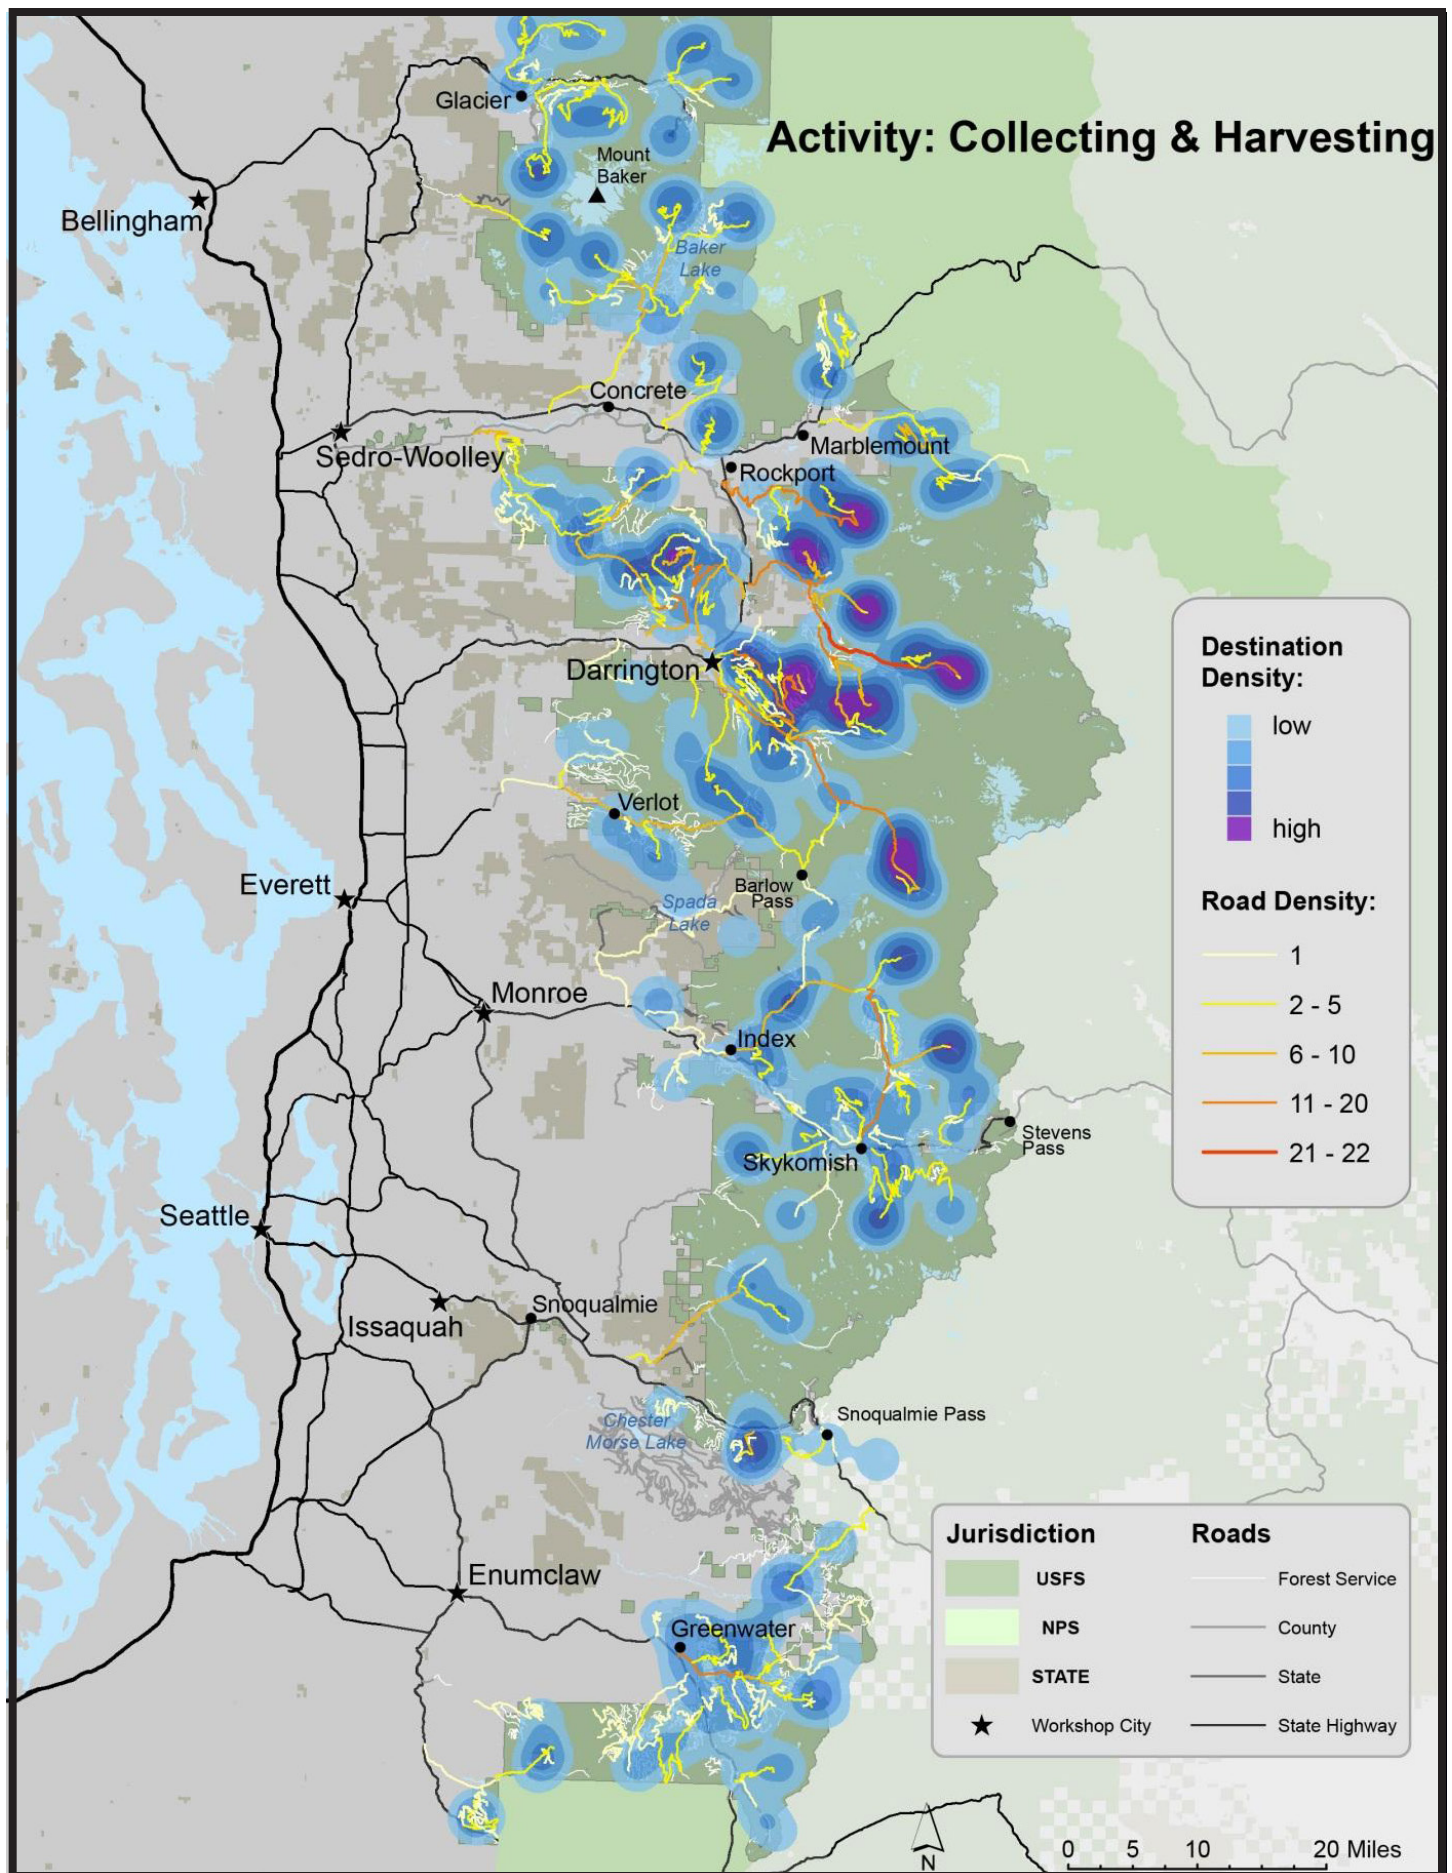 Activity: Collecting & Harvesting
Glacier
Mount
Baker
Bellingham
Baker
Lake
Concrete
Sedro-Woolley
Marblemount
Rockport
Darrington
Verlot
Everett
Barlow
Pass
Spada
Lake
Monroe
Index
Stevens
Pass
Skykomish
Seattle
Snoqualmie
Issaquah
Snoqualmie Pass
Chester
Morse Lake
Enumclaw
Greenwater
Destination
Density:
low
high
Road Density:
1
2 - 5
6 - 10
11 - 20
21 - 22
Jurisdiction
USFS
NPS
STATE
Workshop City
Roads
Forest Service
County
State
State Highway
N
0 5 10 20 Miles